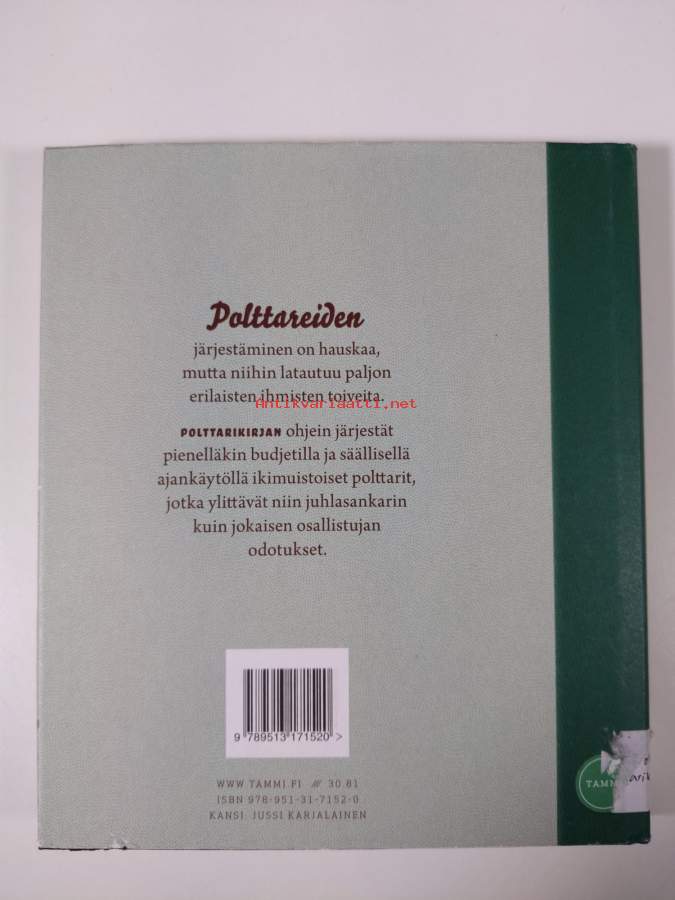 Polttareiden
järjestäminen on hauskaa,
mutta niihin latautuu paljon
erilaisten ihmisten toiveita.
Antikvariaatti.net
POLTTARIKIRJAN ohjein järjestät
pienelläkin budjetilla ja säällisellä
ajankäytöllä ikimuistoiset polttarit,
jotka ylittävät niin juhlasankarin
kuin jokaisen osallistujan
odotukset.
9 789513 171520 >
WWW.TAMMI.FI /// 30.81
ISBN 978-951-31-7152-0
KANSI: JUSSI KARJALAINEN
TAMMI